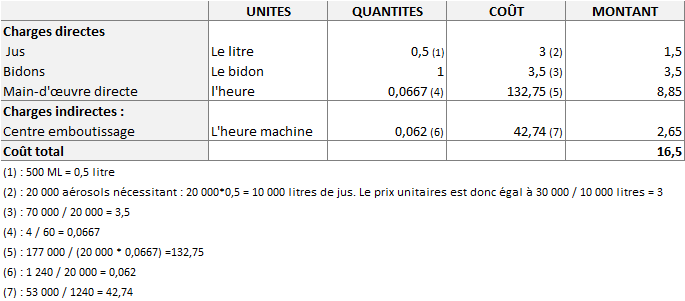 UNITES QUANTITES COÛT MONTANT
Charges directes
Jus Le litre 0,5 (1) 3 (2) 1,5
Bidons Le bidon 1 3,5 (3) 3,5
Main-d'œuvre directe l'heure 0,0667 (4) 132,75 (5) 8,85
Charges indirectes :
Centre emboutissage L'heure machine 0,062 (6) 42,74 (7) 2,65
Coût total 16,5
(1) : 500 ML = 0,5 litre
(2) : 20 000 aérosols nécessitant : 20 000*0,5 = 10 000 litres de jus. Le prix unitaires est donc égal à 30 000 / 10 000 litres = 3
(3) : 70 000 / 20 000 = 3,5
(4) : 4 / 60 = 0,0667
(5) : 177 000 / (20 000 * 0,0667) =132,75
(6) : 1 240 / 20 000 = 0,062
(7) : 53 000 / 1240 = 42,74